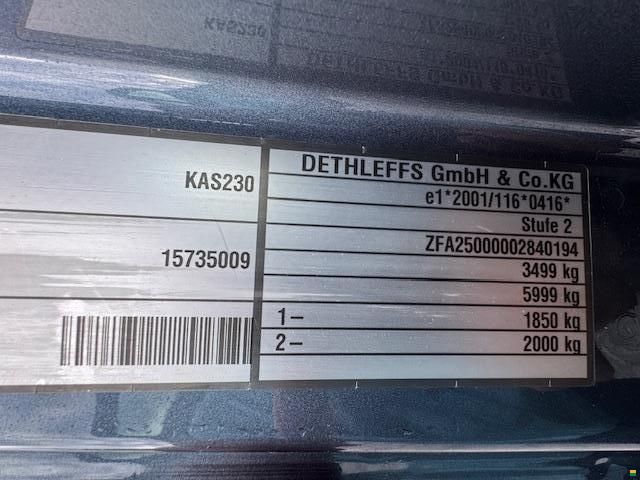 KAS230
15735009
DETHLEFFS GmbH & Co.KG
e1*2001/116*0416*
Stufe 2
ZFA25000002840194
3499 kg
5999 kg
1– 1850 kg
2– 2000 kg